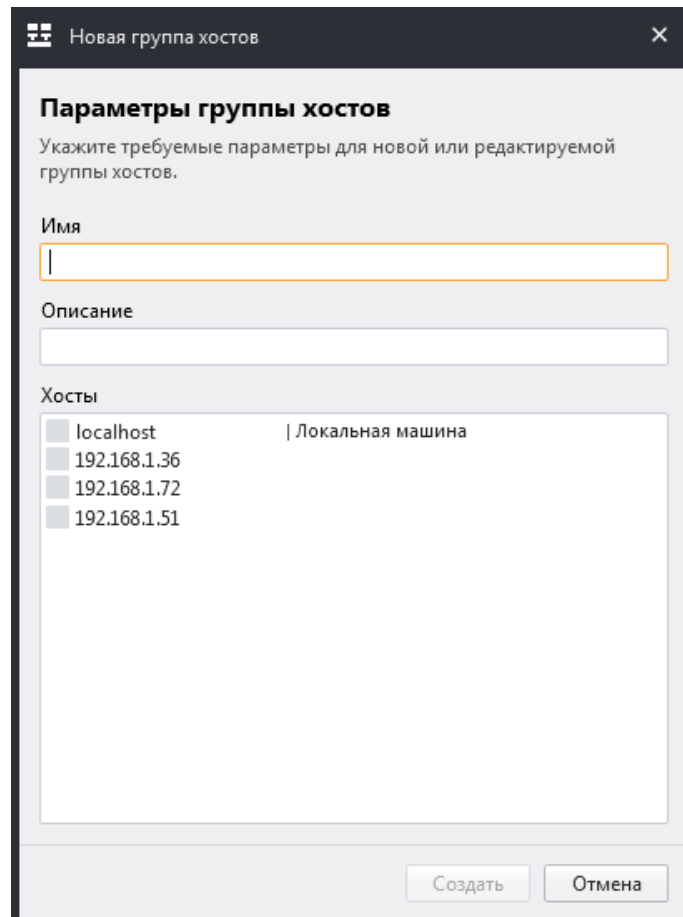 Новая группа хостов
Параметры группы хостов
Укажите требуемые параметры для новой или редактируемой
группы хостов.
Имя
Описание
Хосты
localhost | Локальная машина
192.168.1.36
192.168.1.72
192.168.1.51
Создать Отмена